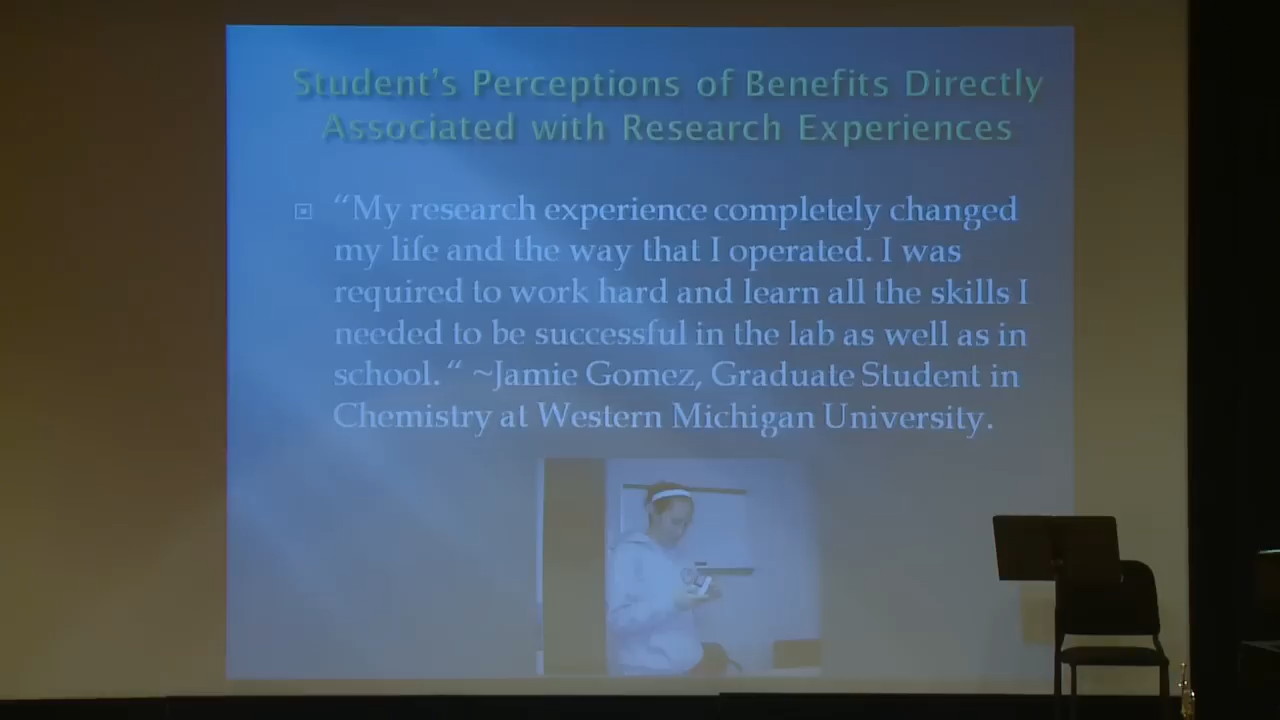 Student's Perceptions of Benefits Directly
Associated with Research Experiences
“My research experience completely changed
my life and the way that I operated. I was
required to work hard and learn all the skills I
needed to be successful in the lab as well as in
school. “ ~Jamie Gomez, Graduate Student in
Chemistry at Western Michigan University.